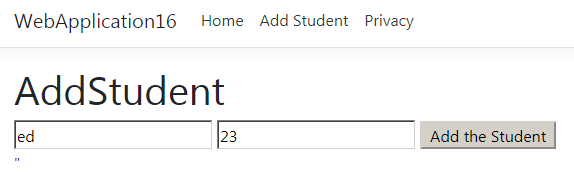 WebApplication16 Home Add Student Privacy
AddStudent
ed 23 Add the Student
"